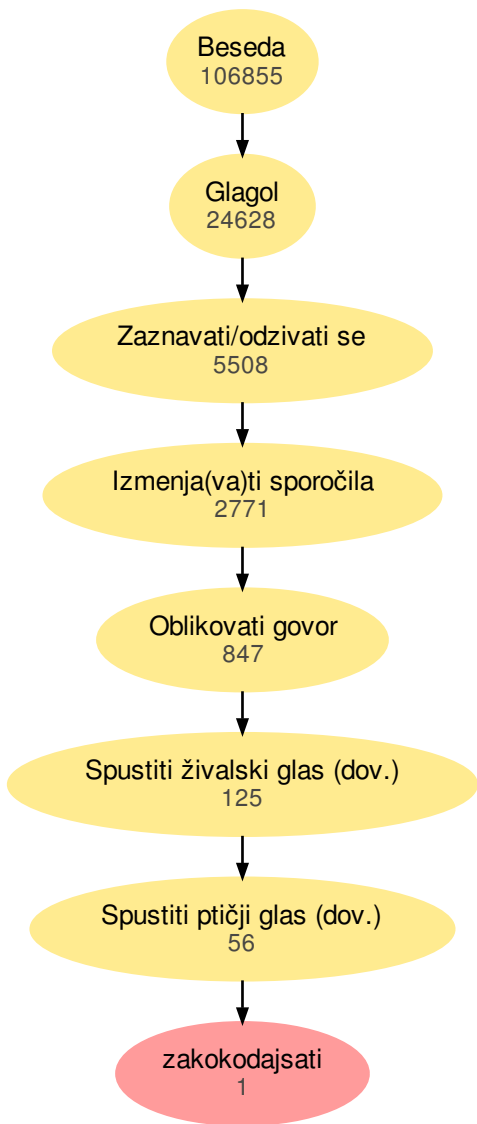 Beseda
106855
Glagol
24628
Zaznavati/odzivati se
5508
Izmenja(va)ti sporočila
2771
Oblikovati govor
847
Spustiti živalski glas (dov.)
125
Spustiti ptičji glas (dov.)
56
zakokodajsati
1